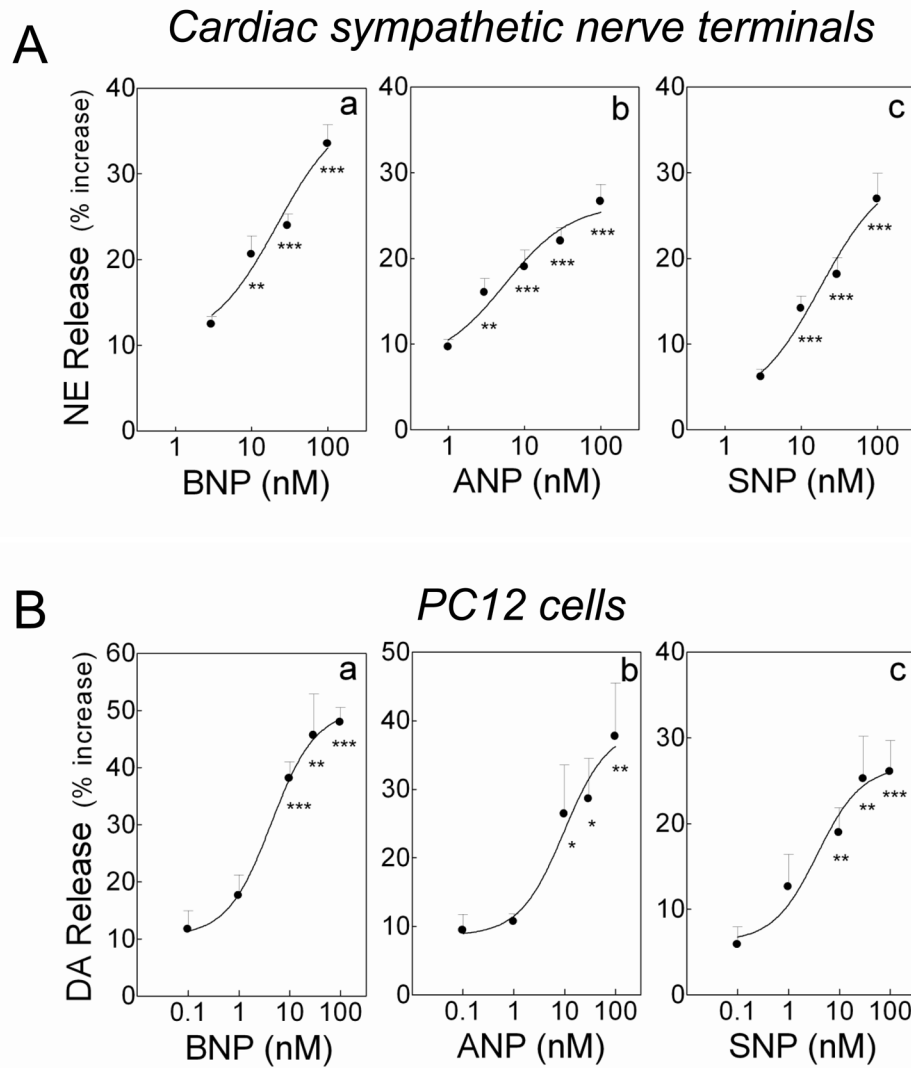 A
Cardiac sympathetic nerve terminals
NE Release (% increase)
40
30
20
10
0
a
**
***
***
1 10 100
BNP (nM)
40
30
20
10
0
b
**
***
***
***
1 10 100
ANP (nM)
40
30
20
10
0
c
***
***
***
1 10 100
SNP (nM)
B
PC12 cells
DA Release (% increase)
60
50
40
30
20
10
0
a
***
**
***
0.1 1 10 100
BNP (nM)
50
40
30
20
10
0
b
*
*
**
0.1 1 10 100
ANP (nM)
40
30
20
10
0
c
**
**
***
0.1 1 10 100
SNP (nM)